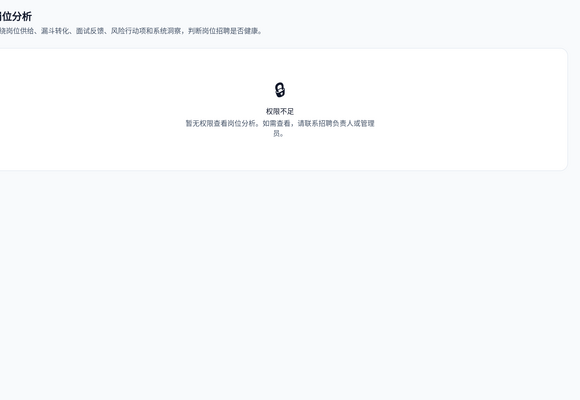 岗位分析
绕岗位供给、漏斗转化、面试反馈、风险行动项和系统洞察，判断岗位招聘是否健康。
权限不足
暂无权限查看岗位分析。如需查看，请联系招聘负责人或管理
员。